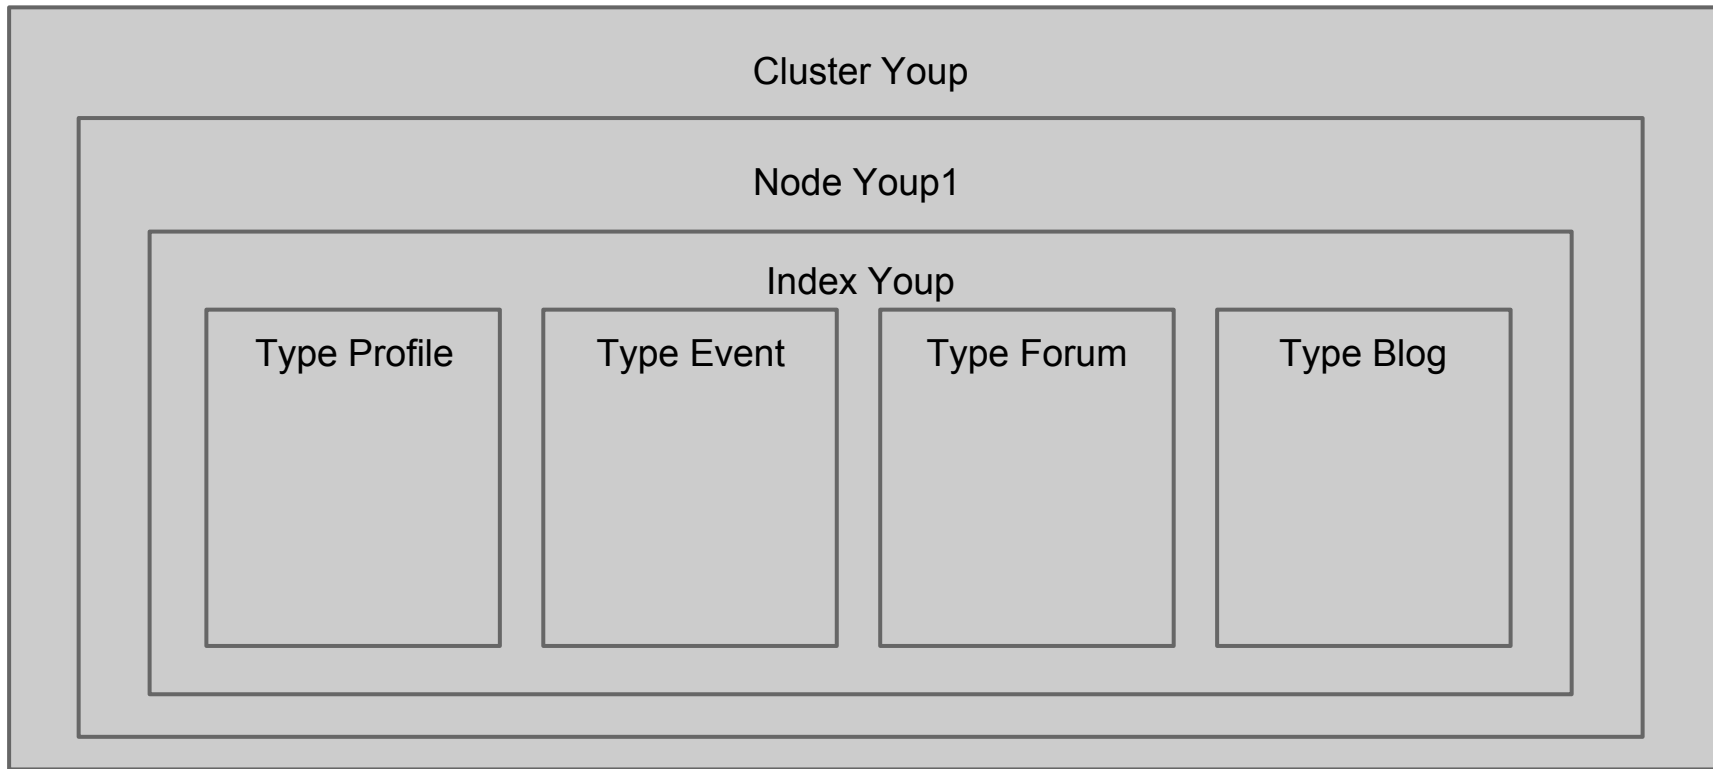 Cluster Youp
Node Youp1
Index Youp
Type Profile
Type Event
Type Forum
Type Blog